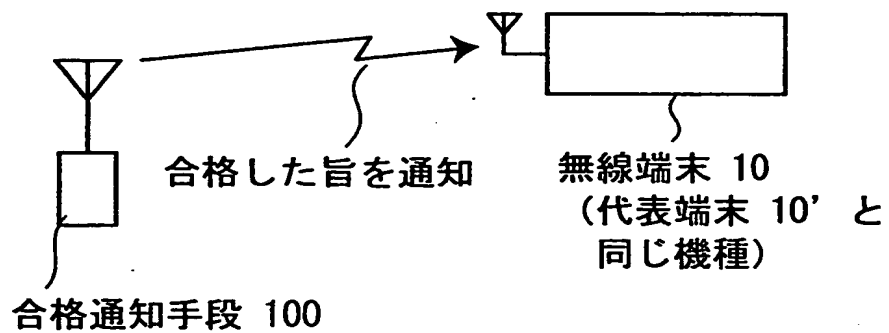 合格した旨を通知
無線端末 10
(代表端末 10' と
同じ機種)
合格通知手段 100